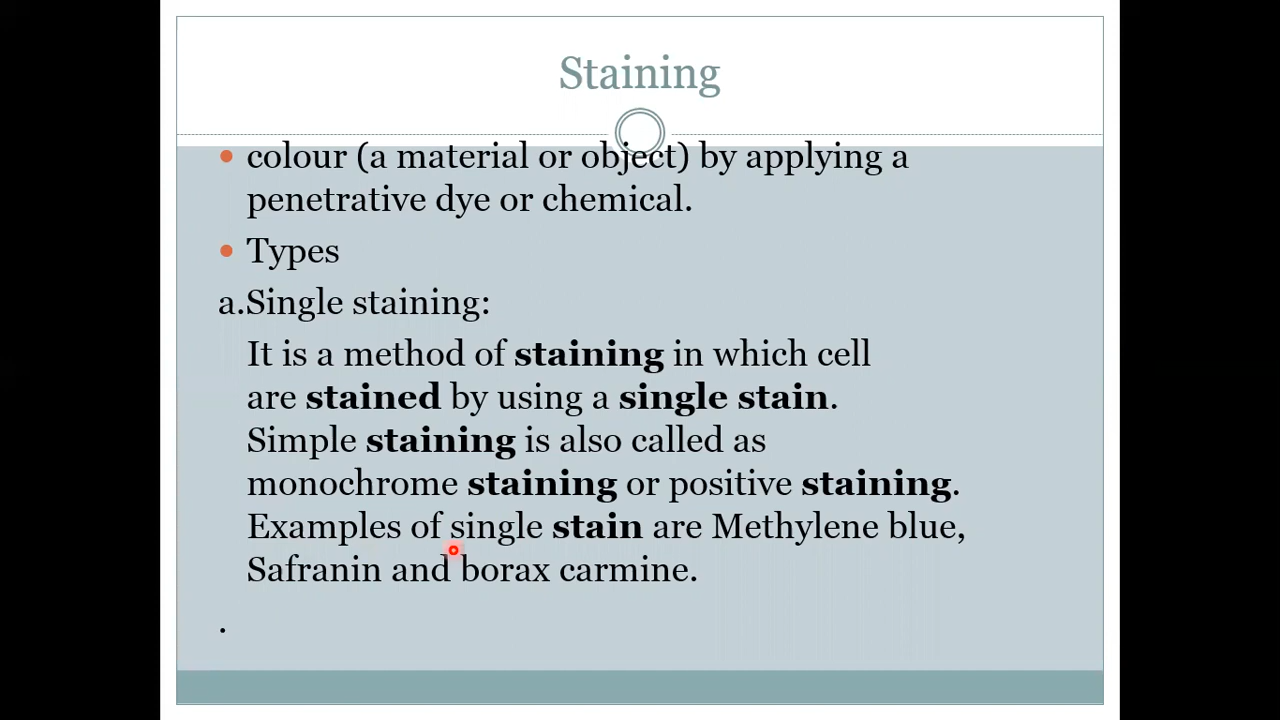 Staining
• colour (a material or object) by applying a
penetrative dye or chemical.
• Types
a.Single staining:
It is a method of staining in which cell
are stained by using a single stain.
Simple staining is also called as
monochrome staining or positive staining.
Examples of single stain are Methylene blue,
Safranin and borax carmine.
.